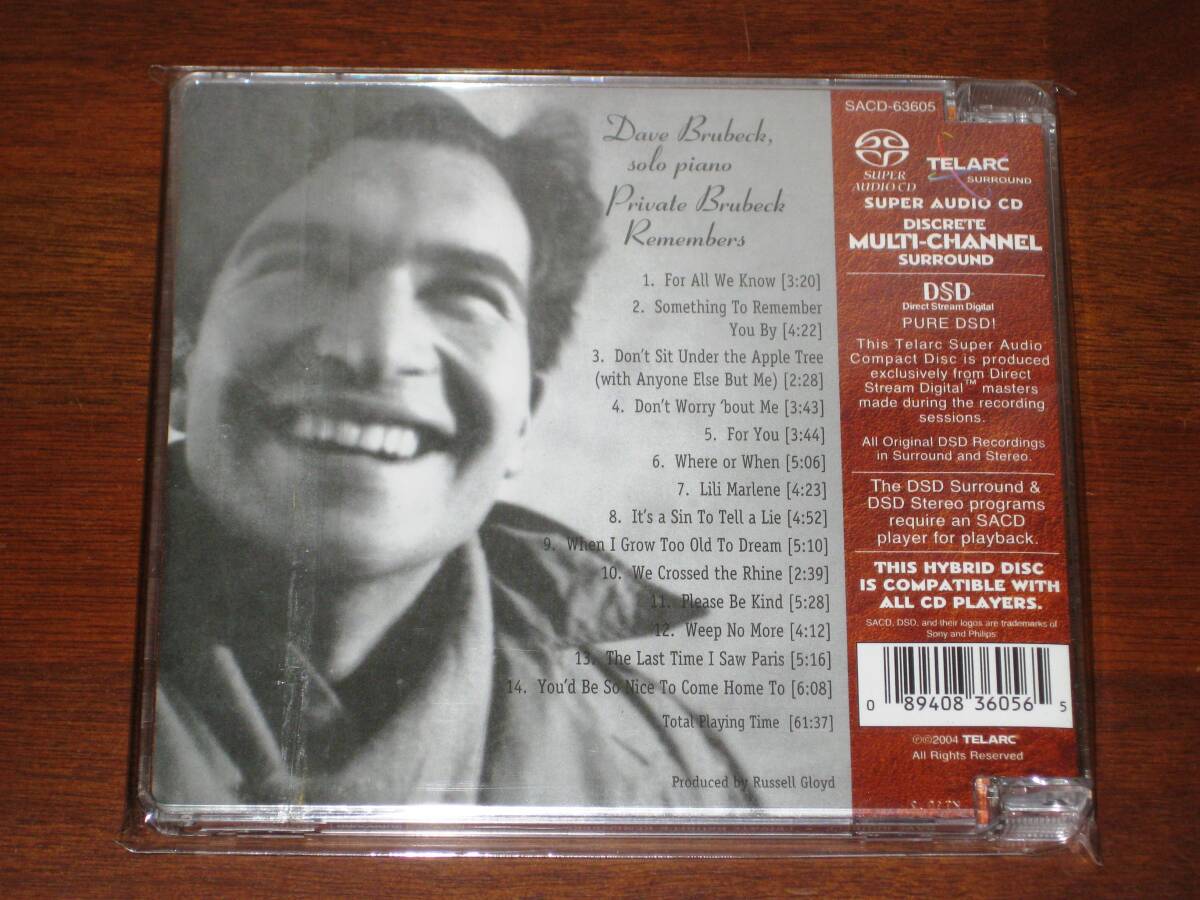 Dave Brubeck,
solo piano
Private Brubeck
Remembers
1. For All We Know [3:20]
2. Something To Remember
You By [4:22]
3. Don't Sit Under the Apple Tree
(with Anyone Else But Me) [2:28]
4. Don't Worry 'bout Me [3:43]
5. For You [3:44]
6. Where or When [5:06]
7. Lili Marlene [4:23]
8. It's a Sin To Tell a Lie [4:52]
9. When I Grow Too Old To Dream [5:10]
10. We Crossed the Rhine [2:39]
11. Please Be Kind [5:28]
12. Weep No More [4:12]
13. The Last Time I Saw Paris [5:16]
14. You'd Be So Nice To Come Home To [6:08]
Total Playing Time [61:37]
Produced by Russell Gloyd
SACD-63605
SUPER
AUDIO CD
TELARC
SURROUND
SUPER AUDIO CD
DISCRETE
MULTI-CHANNEL
SURROUND
DSD
Direct Stream Digital
PURE DSD!
This Telarc Super Audio
Compact Disc is produced
exclusively from Direct
Stream Digital™ masters
made during the recording
sessions.
All Original DSD Recordings
in Surround and Stereo.
The DSD Surround &
DSD Stereo programs
require an SACD
player for playback.
THIS HYBRID DISC
IS COMPATIBLE WITH
ALL CD PLAYERS.
SACD, DSD, and their logos are trademarks of
Sony and Philips.
0 89408 36056 5
℗©2004 TELARC
All Rights Reserved